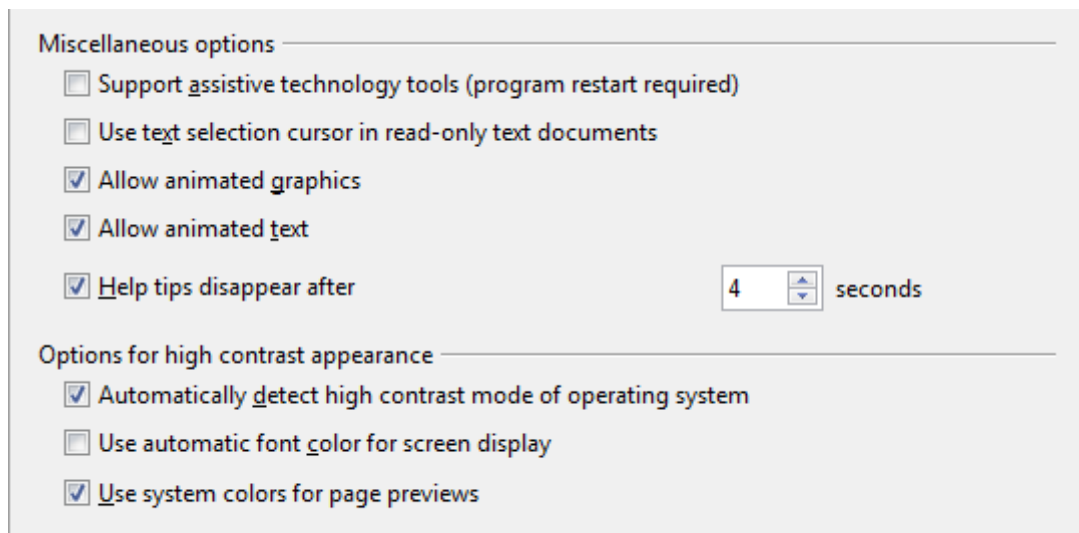 Miscellaneous options
Support assistive technology tools (program restart required)
Use text selection cursor in read-only text documents
Allow animated graphics
Allow animated text
Help tips disappear after 4 seconds
Options for high contrast appearance
Automatically detect high contrast mode of operating system
Use automatic font color for screen display
Use system colors for page previews